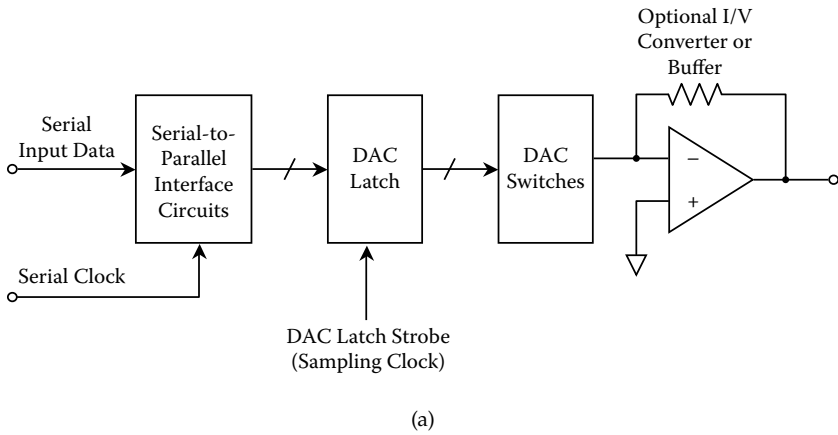 Optional I/V
Converter or
Buffer
Serial
Input Data
Serial-to-
Parallel
Interface
Circuits
DAC
Latch
DAC
Switches
−
+
Serial Clock
DAC Latch Strobe
(Sampling Clock)
(a)